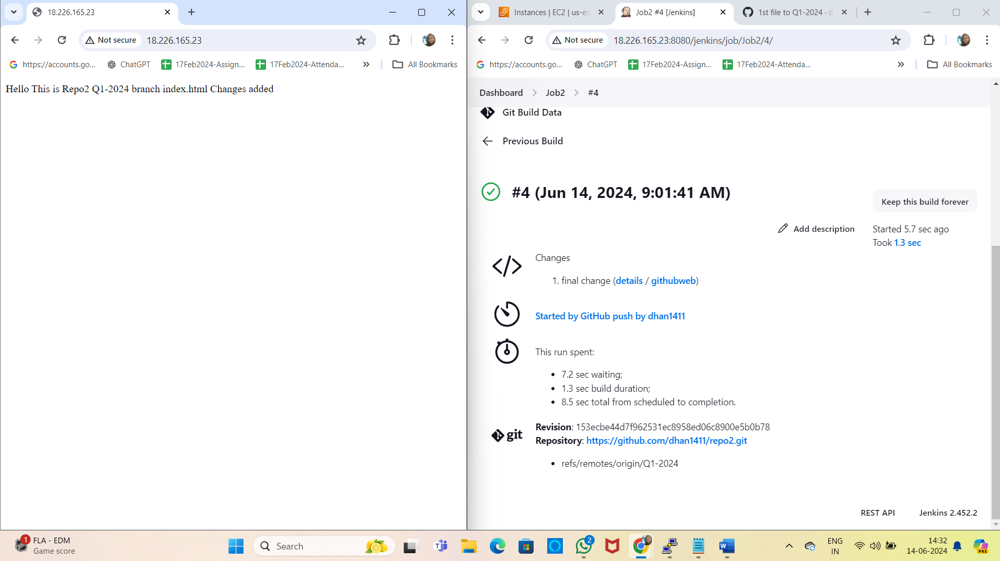 18.226.165.23
Not secure
18.226.165.23
https://accounts.go...
ChatGPT
17Feb2024-Assign...
17Feb2024-Attenda...
All Bookmarks
Hello This is Repo2 Q1-2024 branch index.html Changes added
Instances | EC2 | us-ea
Job2 #4 [Jenkins]
1st file to Q1-2024 · d
Not secure
18.226.165.23:8080/jenkins/job/Job2/4/
https://accounts.go...
ChatGPT
17Feb2024-Assign...
17Feb2024-Attenda...
All Bookmarks
Dashboard
Job2
#4
Git Build Data
Previous Build
#4 (Jun 14, 2024, 9:01:41 AM)
Keep this build forever
Add description
Started 5.7 sec ago
Took 1.3 sec
Changes
1. final change (details / githubweb)
Started by GitHub push by dhan1411
This run spent:
7.2 sec waiting;
1.3 sec build duration;
8.5 sec total from scheduled to completion.
git
Revision: 153ecbe44d7f962531ec8958ed06c8900e5b0b78
Repository: https://github.com/dhan1411/repo2.git
refs/remotes/origin/Q1-2024
REST API
Jenkins 2.452.2
1
FLA - EDM
Game score
Search
2
ENG
IN
14:32
14-06-2024
PRE